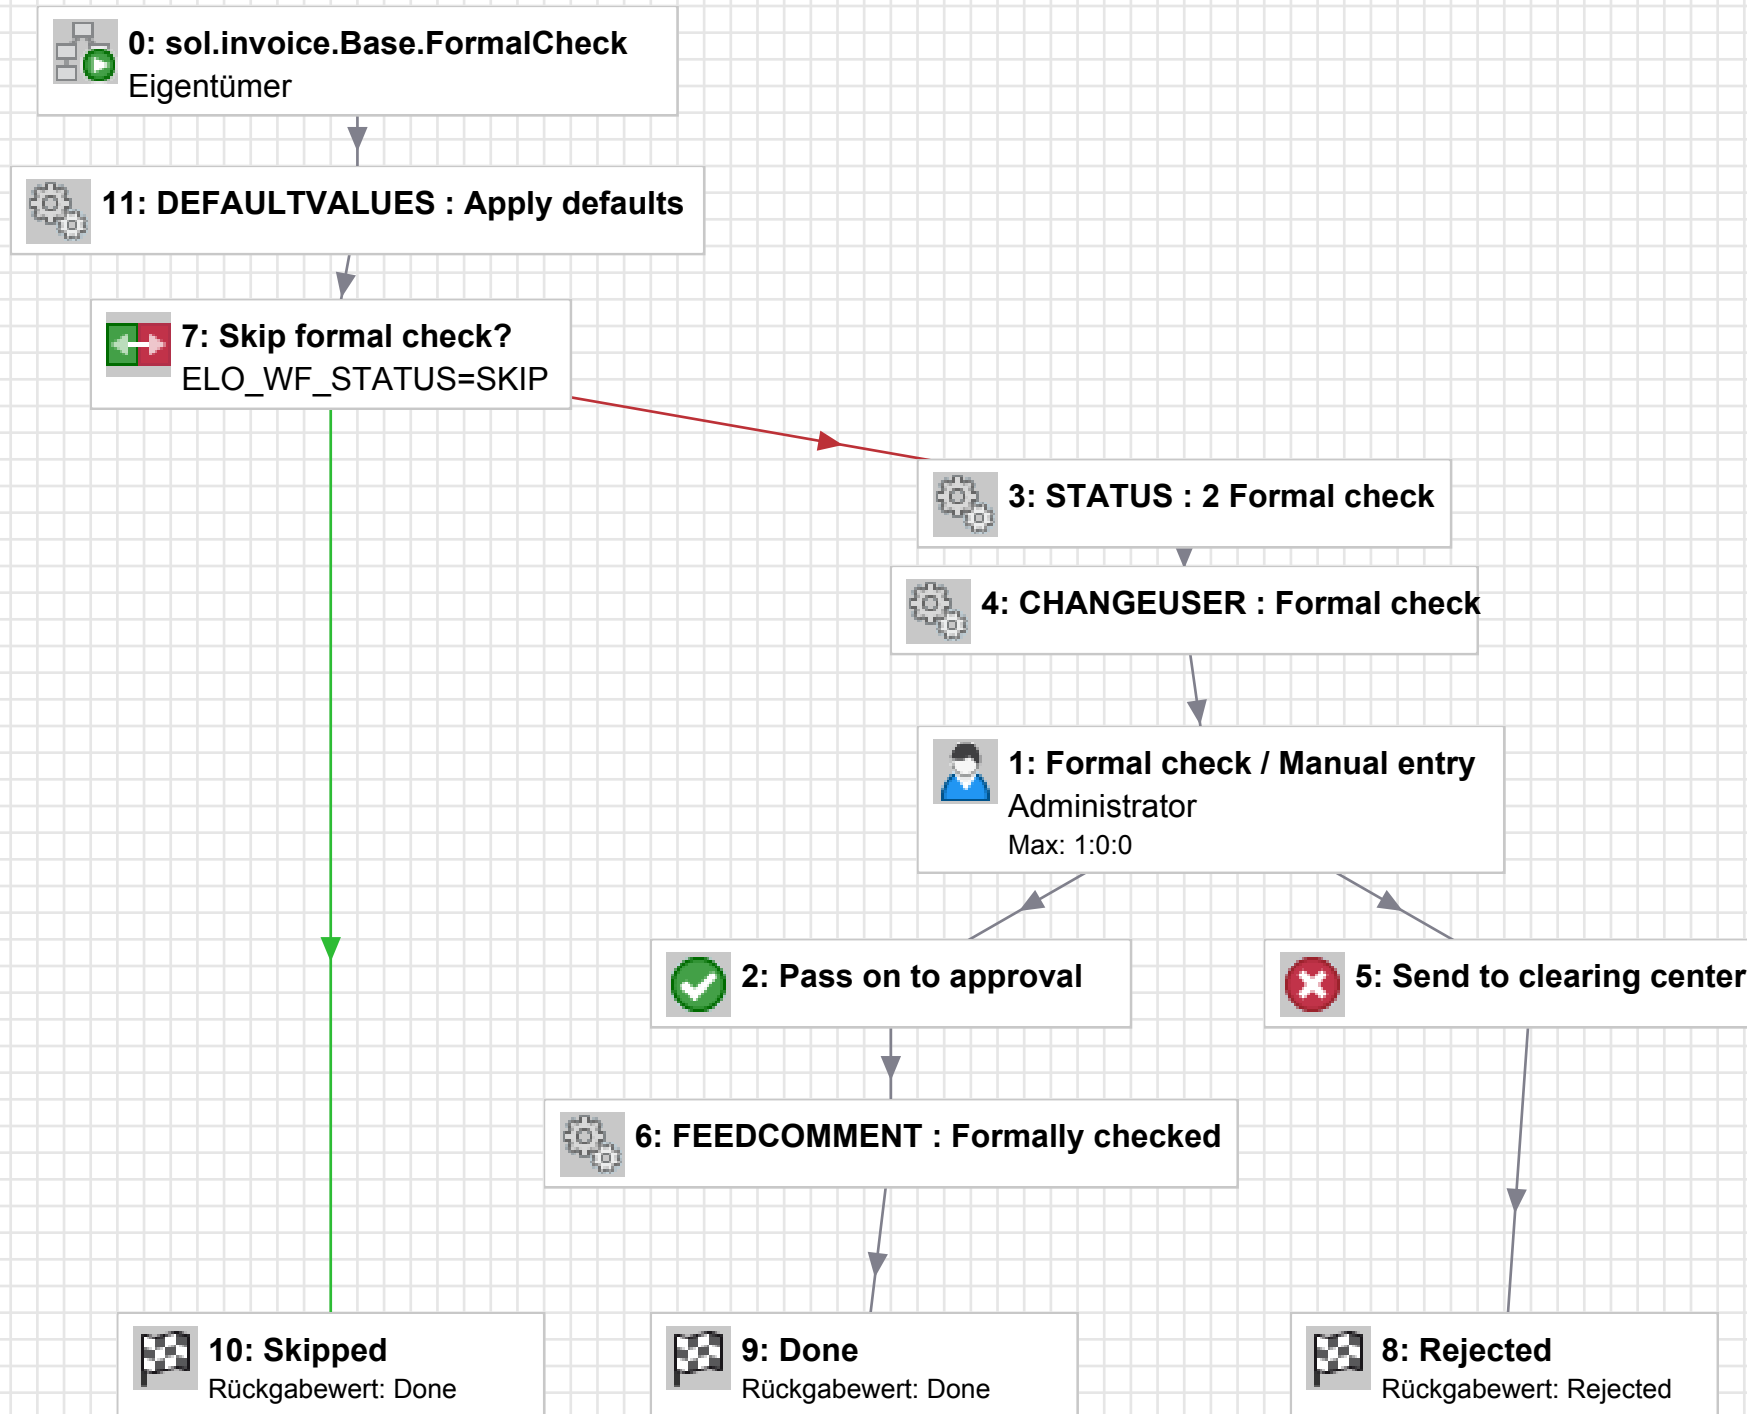 0: sol.invoice.Base.FormalCheck
Eigentümer
11: DEFAULTVALUES : Apply defaults
7: Skip formal check?
ELO_WF_STATUS=SKIP
3: STATUS : 2 Formal check
4: CHANGEUSER : Formal check
1: Formal check / Manual entry
Administrator
Max: 1:0:0
2: Pass on to approval
5: Send to clearing center
6: FEEDCOMMENT : Formally checked
10: Skipped
Rückgabewert: Done
9: Done
Rückgabewert: Done
8: Rejected
Rückgabewert: Rejected